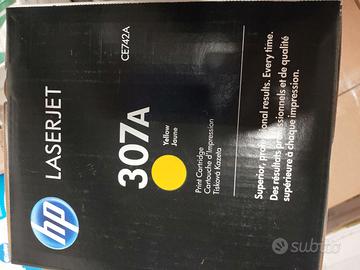 hp
LASERJET
CE742A
307A
Yellow
Jaune
Print Cartridge
Cartouche d'impression
Tisková Kazeta
Superior, professional results. Every time.
Des résultats professionnels et de qualité
supérieure à chaque impression.
subito.it